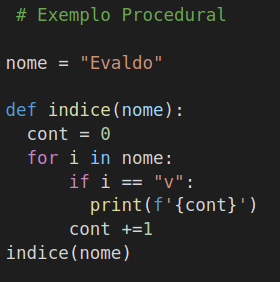 # Exemplo Procedural
nome = "Evaldo"
def indice(nome):
  cont = 0
  for i in nome:
      if i == "v":
        print(f'{cont}')
      cont +=1
indice(nome)